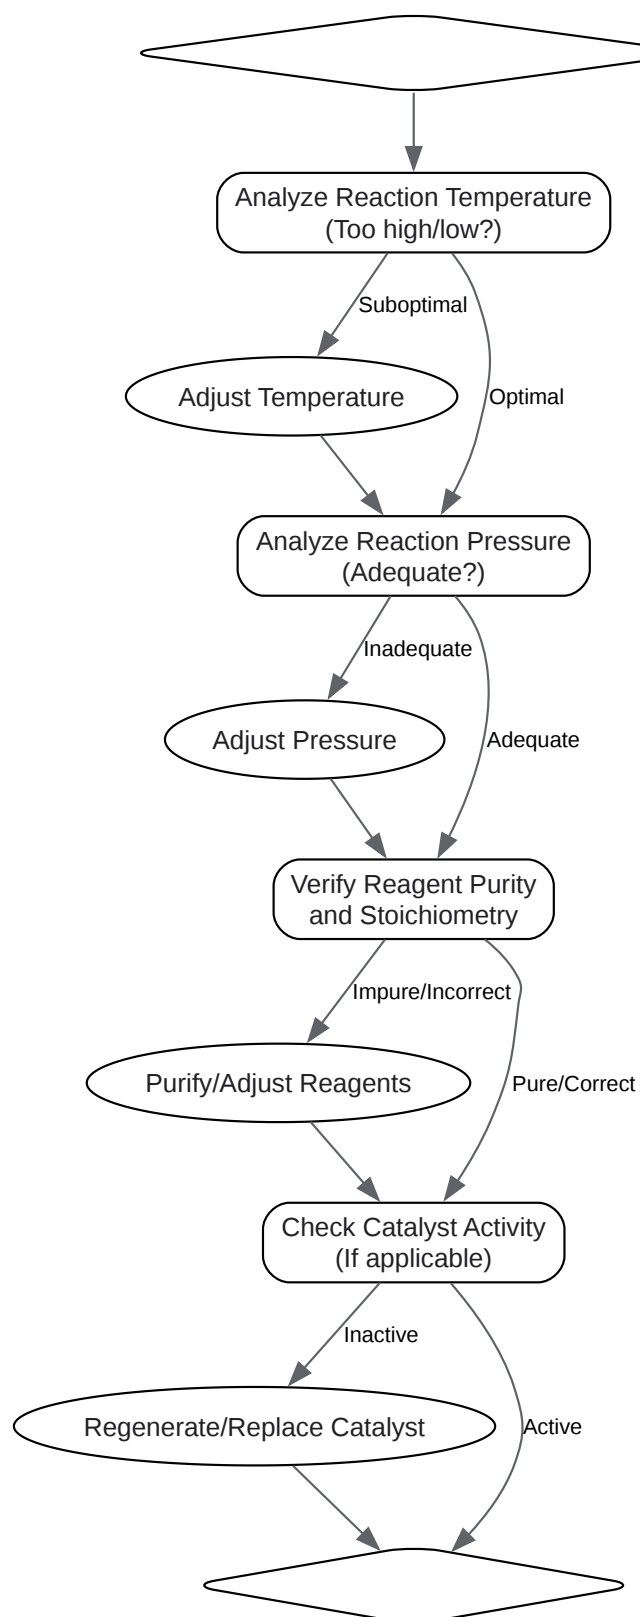 Analyze Reaction Temperature
(Too high/low?)
Suboptimal
Adjust Temperature
Optimal
Analyze Reaction Pressure
(Adequate?)
Inadequate
Adjust Pressure
Adequate
Verify Reagent Purity
and Stoichiometry
Impure/Incorrect
Purify/Adjust Reagents
Pure/Correct
Check Catalyst Activity
(If applicable)
Inactive
Regenerate/Replace Catalyst
Active